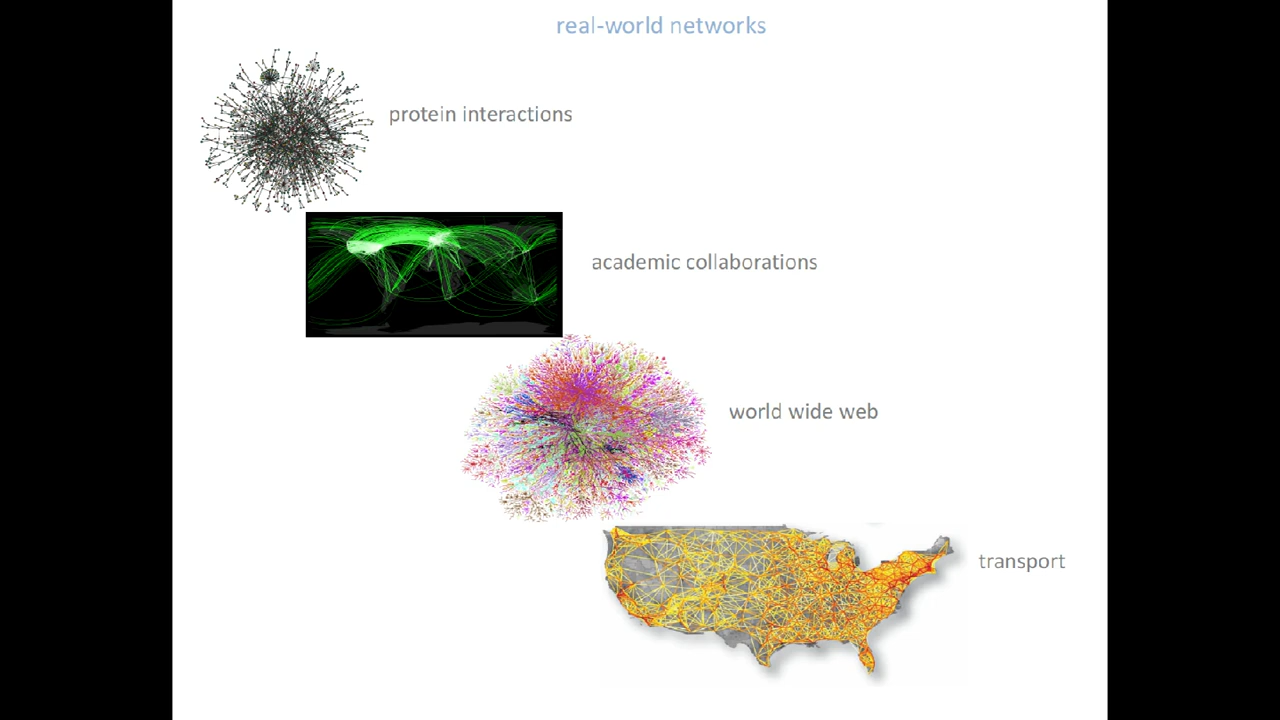 real-world networks
protein interactions
academic collaborations
world wide web
transport